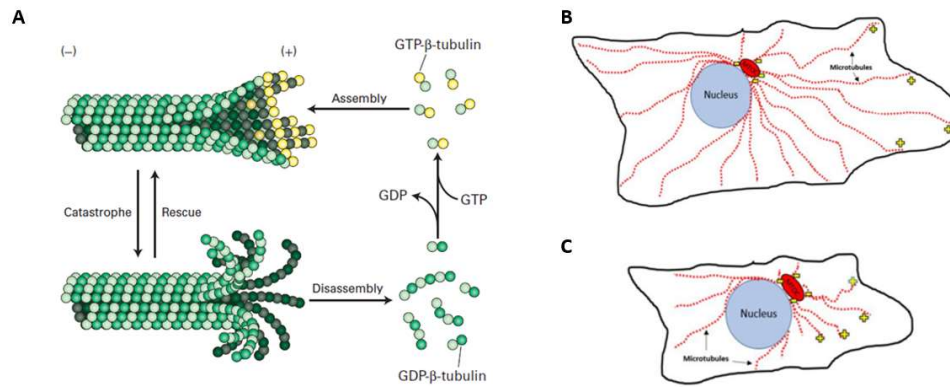 A
(–)
(+)
GTP-β-tubulin
Assembly
Catastrophe
Rescue
GDP
GTP
Disassembly
GDP-β-tubulin
B
Microtubules
Nucleus
C
Nucleus
Microtubules